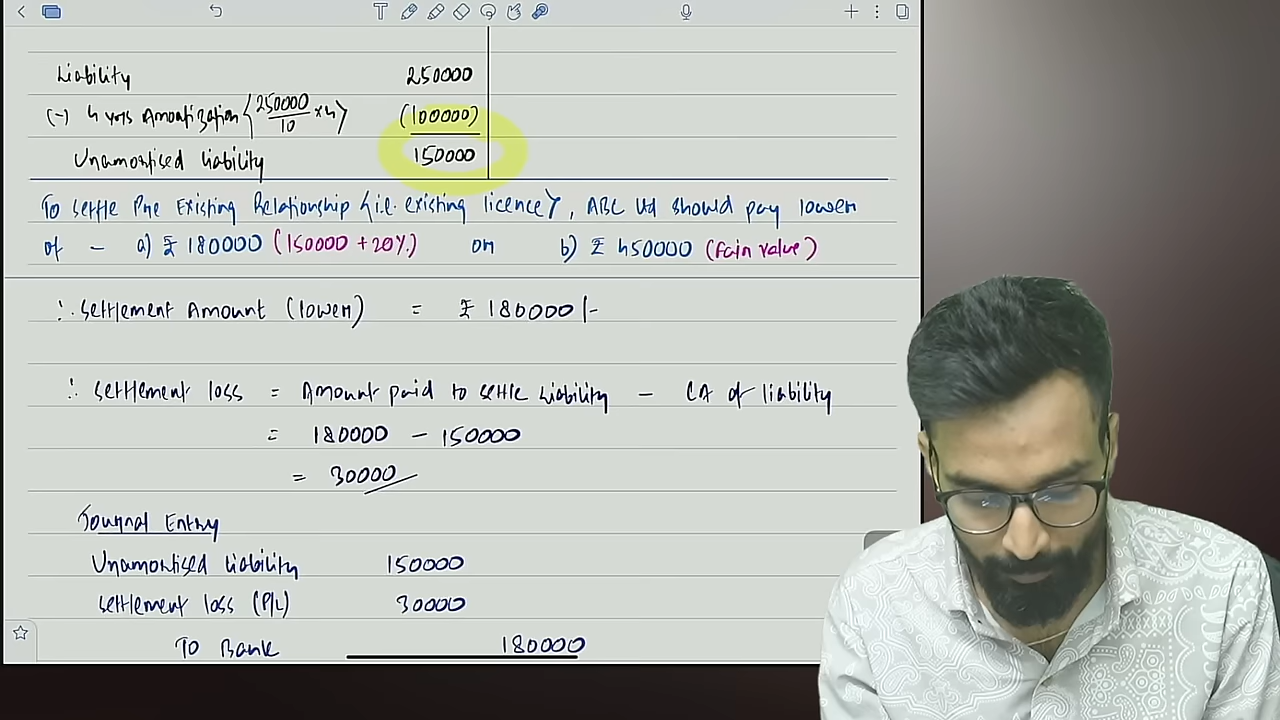 Liability 250000
(-) 4 yrs Amortization {250000/10 × 4} (100000)
Unamortised liability 150000
To settle Pre Existing Relationship {i.e. existing licence}, ABC Ltd should pay lower
of - a) ₹ 180000 (150000 + 20%) or b) ₹ 450000 (Fair value)
∴ Settlement Amount (lower) = ₹ 180000/-
∴ Settlement loss = Amount paid to settle liability - CA of liability
= 180000 - 150000
= 30000
Journal Entry
Unamortised liability 150000
Settlement loss (P/L) 30000
To Bank 180000